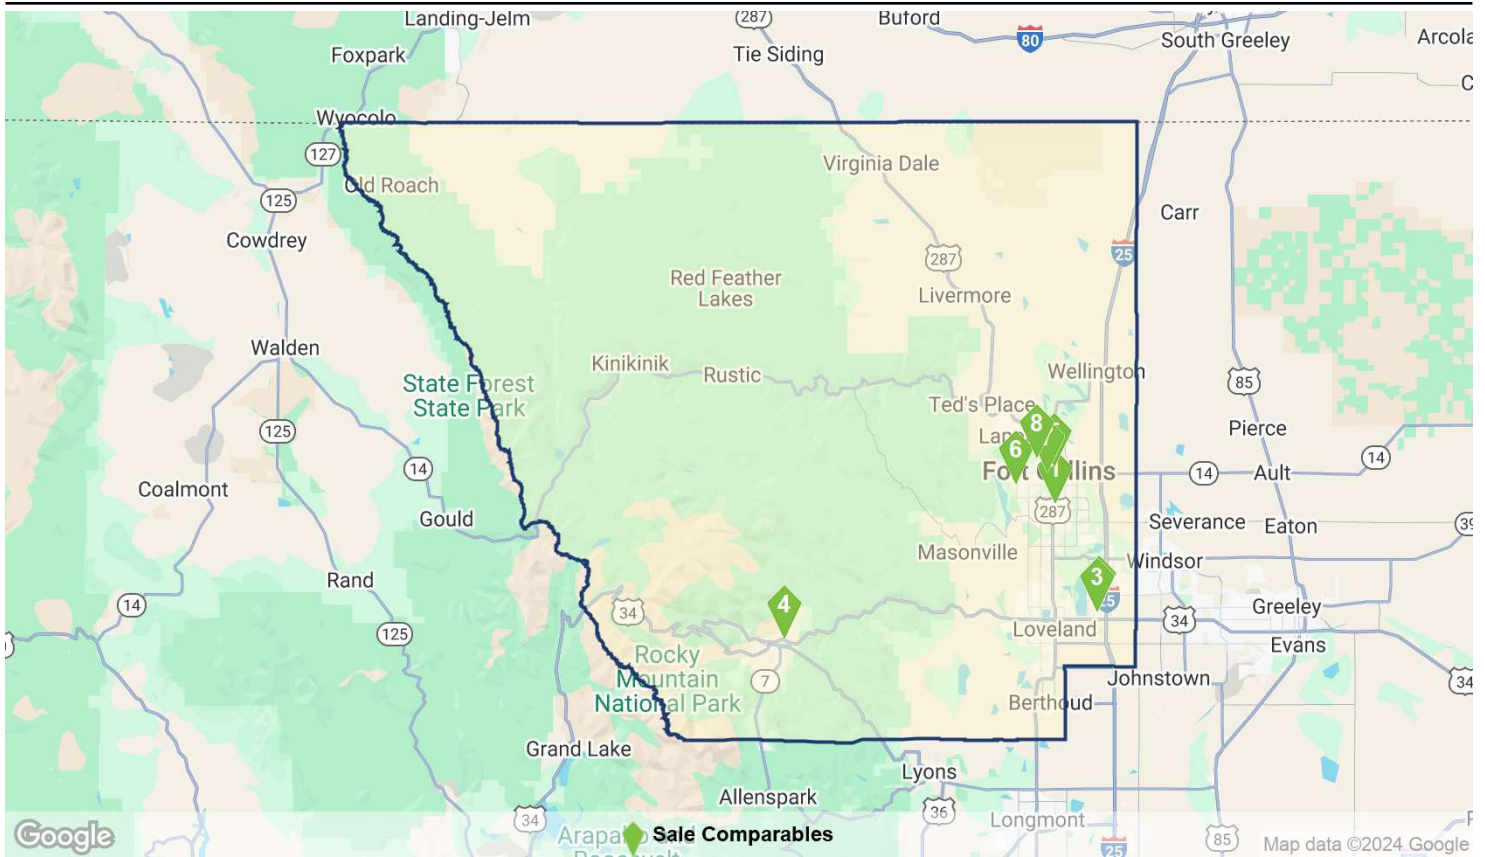 Landing-Jelm
287
Buford
Foxpark
Tie Siding
80
South Greeley
Arcola
Wyocolo
127
Old Roach
Virginia Dale
125
Carr
Cowdrey
287
25
Red Feather
Lakes
Livermore
Walden
Kinikinik
Rustic
Wellington
State Forest
State Park
85
Ted's Place
8
Pierce
125
6
14
Fort Collins
1
14
14
Ault
Coalmont
Gould
287
Severance
Eaton
Masonville
Windsor
Rand
3
25
14
4
34
Greeley
34
125
Loveland
Evans
Rocky
Mountain
National Park
7
Johnstown
34
Berthoud
Grand Lake
Lyons
Allenspark
36
34
Longmont
Google
Sale Comparables
85
Map data ©2024 Google
25